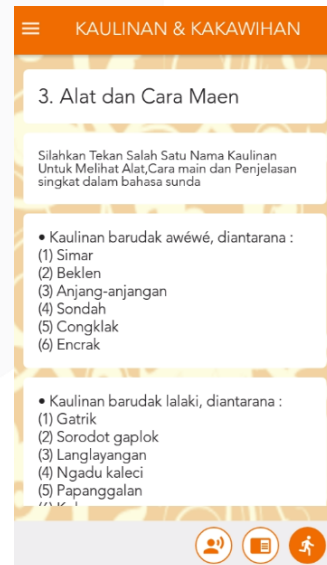 KAULINAN & KAKAWIHAN
3. Alat dan Cara Maen
Silahkan Tekan Salah Satu Nama Kaulinan
Untuk Melihat Alat,Cara main dan Penjelasan
singkat dalam bahasa sunda
• Kaulinan barudak awéwé, diantarana :
(1) Simar
(2) Beklen
(3) Anjang-anjangan
(4) Sondah
(5) Congklak
(6) Encrak
• Kaulinan barudak lalaki, diantarana :
(1) Gatrik
(2) Sorodot gaplok
(3) Langlayangan
(4) Ngadu kaleci
(5) Papanggalan